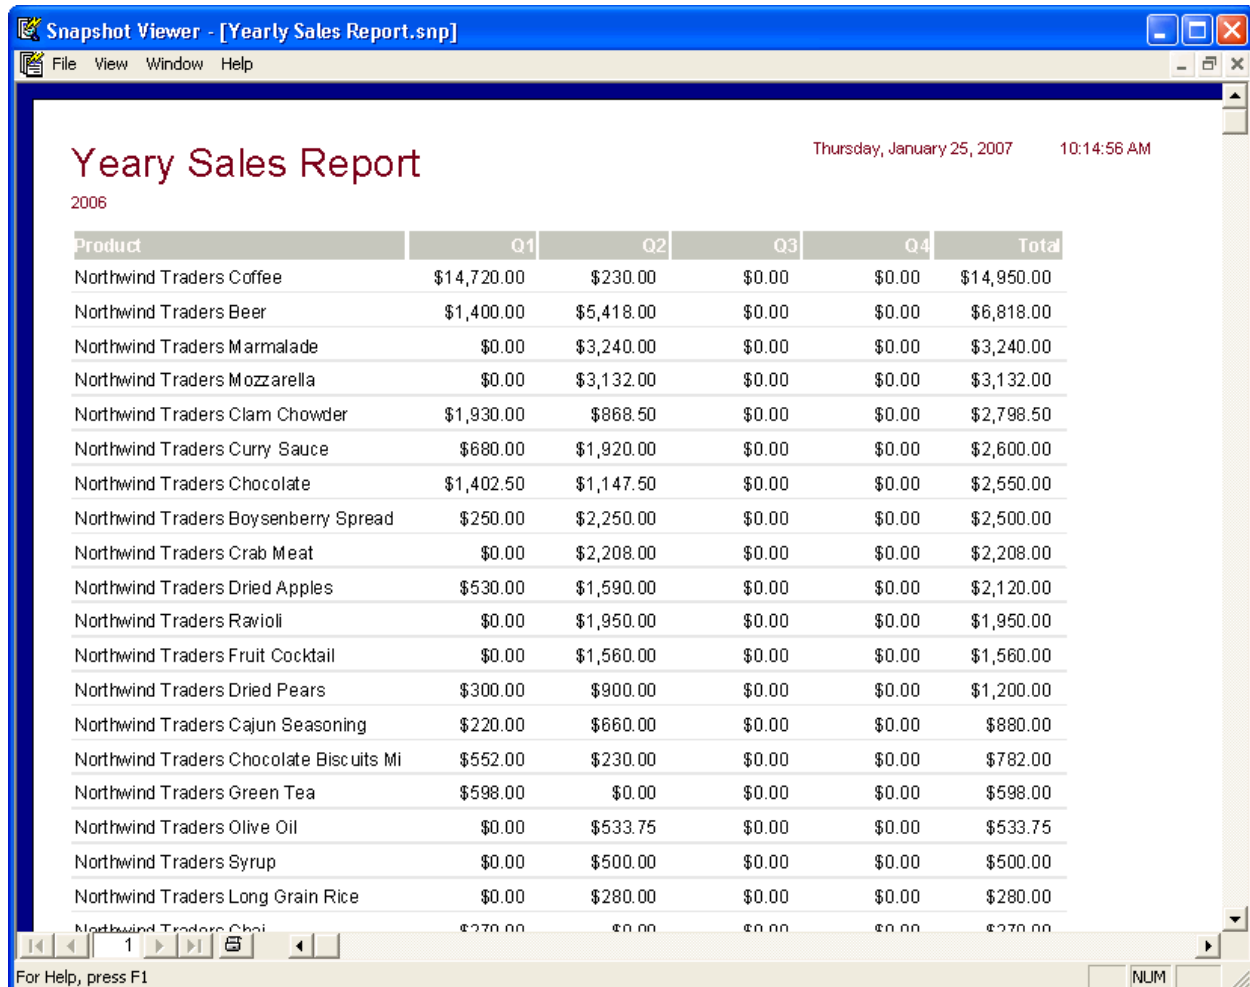 Snapshot Viewer - [Yearly Sales Report.snp]
File View Window Help
Yeary Sales Report
Thursday, January 25, 2007 10:14:56 AM
2006
Product Q1 Q2 Q3 Q4 Total
Northwind Traders Coffee $14,720.00 $230.00 $0.00 $0.00 $14,950.00
Northwind Traders Beer $1,400.00 $5,418.00 $0.00 $0.00 $6,818.00
Northwind Traders Marmalade $0.00 $3,240.00 $0.00 $0.00 $3,240.00
Northwind Traders Mozzarella $0.00 $3,132.00 $0.00 $0.00 $3,132.00
Northwind Traders Clam Chowder $1,930.00 $868.50 $0.00 $0.00 $2,798.50
Northwind Traders Curry Sauce $680.00 $1,920.00 $0.00 $0.00 $2,600.00
Northwind Traders Chocolate $1,402.50 $1,147.50 $0.00 $0.00 $2,550.00
Northwind Traders Boysenberry Spread $250.00 $2,250.00 $0.00 $0.00 $2,500.00
Northwind Traders Crab Meat $0.00 $2,208.00 $0.00 $0.00 $2,208.00
Northwind Traders Dried Apples $530.00 $1,590.00 $0.00 $0.00 $2,120.00
Northwind Traders Ravioli $0.00 $1,950.00 $0.00 $0.00 $1,950.00
Northwind Traders Fruit Cocktail $0.00 $1,560.00 $0.00 $0.00 $1,560.00
Northwind Traders Dried Pears $300.00 $900.00 $0.00 $0.00 $1,200.00
Northwind Traders Cajun Seasoning $220.00 $660.00 $0.00 $0.00 $880.00
Northwind Traders Chocolate Biscuits Mi $552.00 $230.00 $0.00 $0.00 $782.00
Northwind Traders Green Tea $598.00 $0.00 $0.00 $0.00 $598.00
Northwind Traders Olive Oil $0.00 $533.75 $0.00 $0.00 $533.75
Northwind Traders Syrup $0.00 $500.00 $0.00 $0.00 $500.00
Northwind Traders Long Grain Rice $0.00 $280.00 $0.00 $0.00 $280.00
Northwind Traders Chai $270.00 $0.00 $0.00 $0.00 $270.00
1
For Help, press F1 NUM